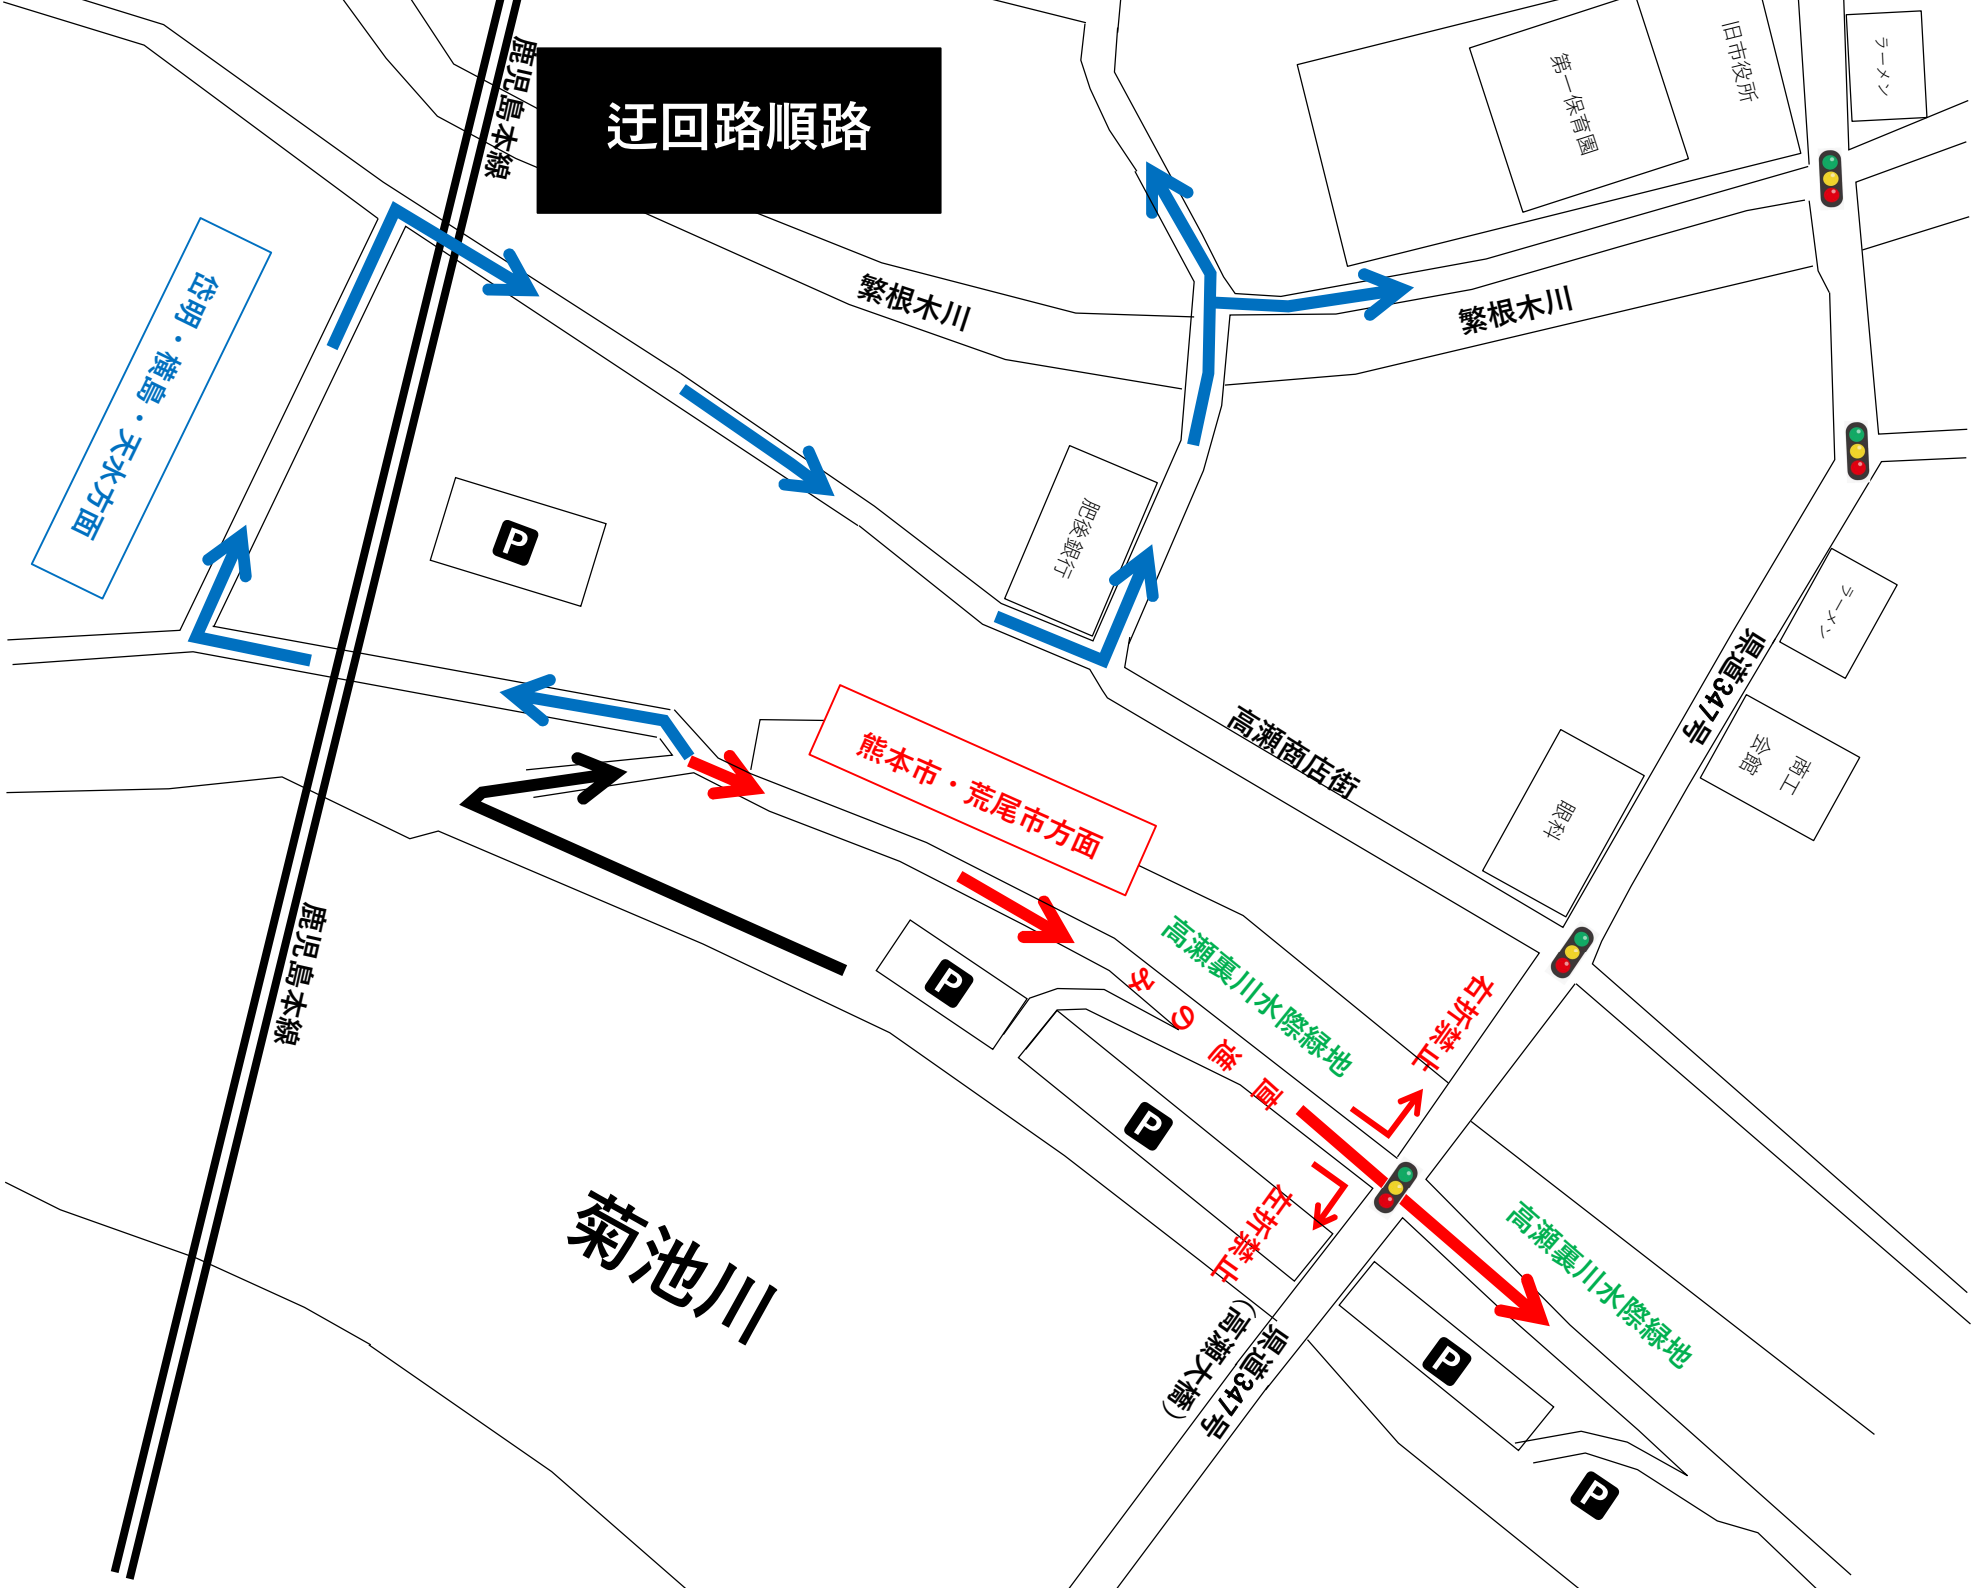 迂回路順路
鹿児島本線
第一保育園
旧市役所
ラーメン
岱明・横島・天水方面
繁根木川
繁根木川
P
肥後銀行
ラーメン
県道347号
商工
会館
高瀬商店街
眼科
熊本市・荒尾市方面
鹿児島本線
P
高瀬裏川水際緑地
直進のみ
右折禁止
P
左折禁止
菊池川
高瀬裏川水際緑地
県道347号
(高瀬大橋)
P
P